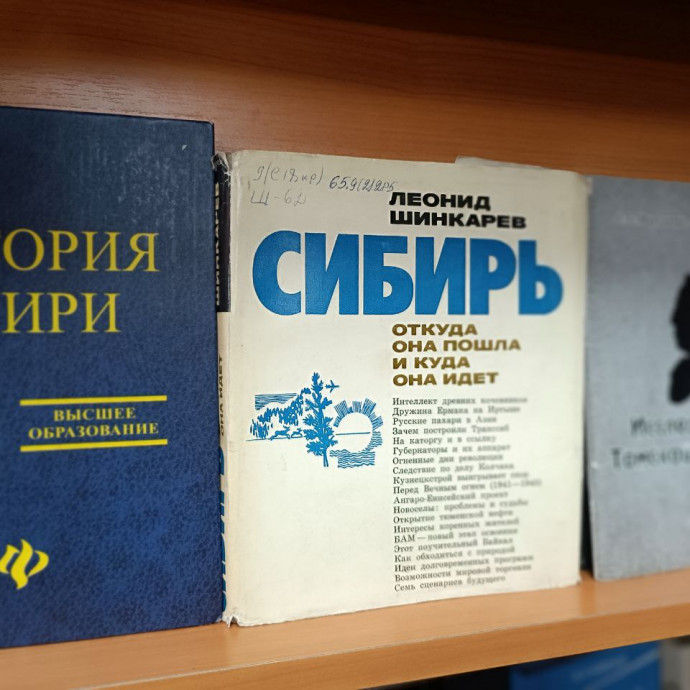 ТОРИЯ
ИРИ
ВЫСШЕЕ
ОБРАЗОВАНИЕ
ШИНКАРЕВ
ОНА ИДЕТ
65.9(2)2р5
Ш-62
ЛЕОНИД
ШИНКАРЕВ
СИБИРЬ
ОТКУДА
ОНА ПОШЛА
И КУДА
ОНА ИДЕТ
Интеллект древних кочевников
Дружина Ермака на Иртыше
Русские пахари в Азии
Зачем построили Транссиб
На каторгу и в ссылку
Губернаторы и их аппарат
Огненные дни революции
Следствие по делу Колчака
Кузнецкстрой выигрывает спор
Перед Вечным огнем (1941—1945)
Ангаро-Енисейский проект
Новоселы: проблемы и судьбы
Открытие тюменской нефти
Интересы коренных жителей
БАМ — новый этап освоения
Этот поучительный Байкал
Как обходиться с природой
Идеи долговременных программ
Возможности мировой торговли
Семь сценариев будущего